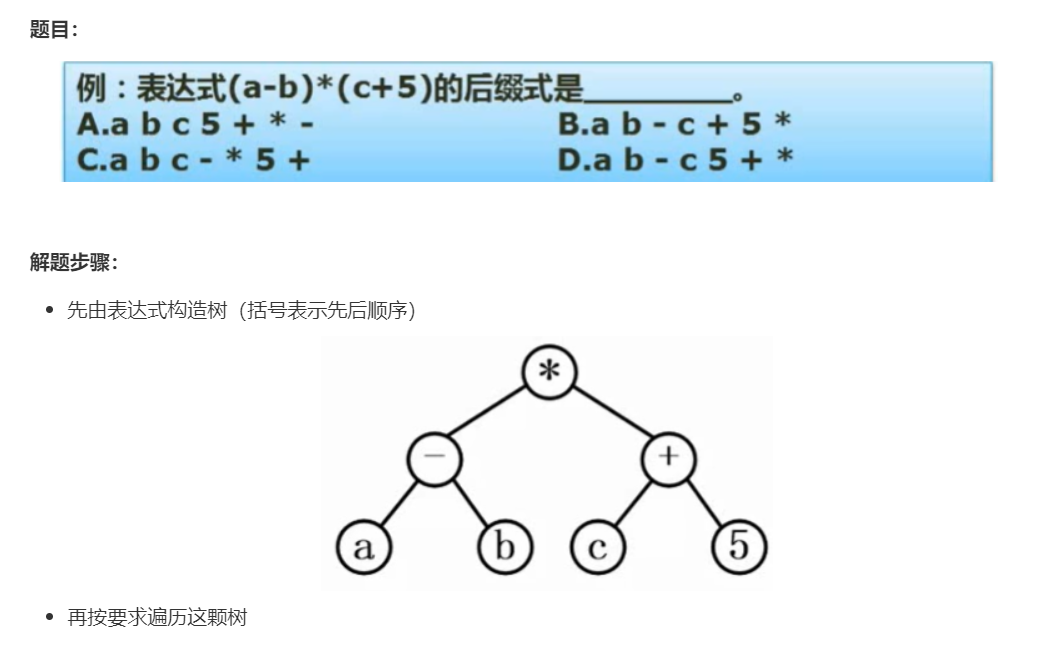 题目：
例：表达式(a-b)*(c+5)的后缀式是__________。
A.a b c 5 + * - B.a b - c + 5 *
C.a b c - * 5 + D.a b - c 5 + *
解题步骤：
• 先由表达式构造树（括号表示先后顺序）
*
− +
a b c 5
• 再按要求遍历这颗树